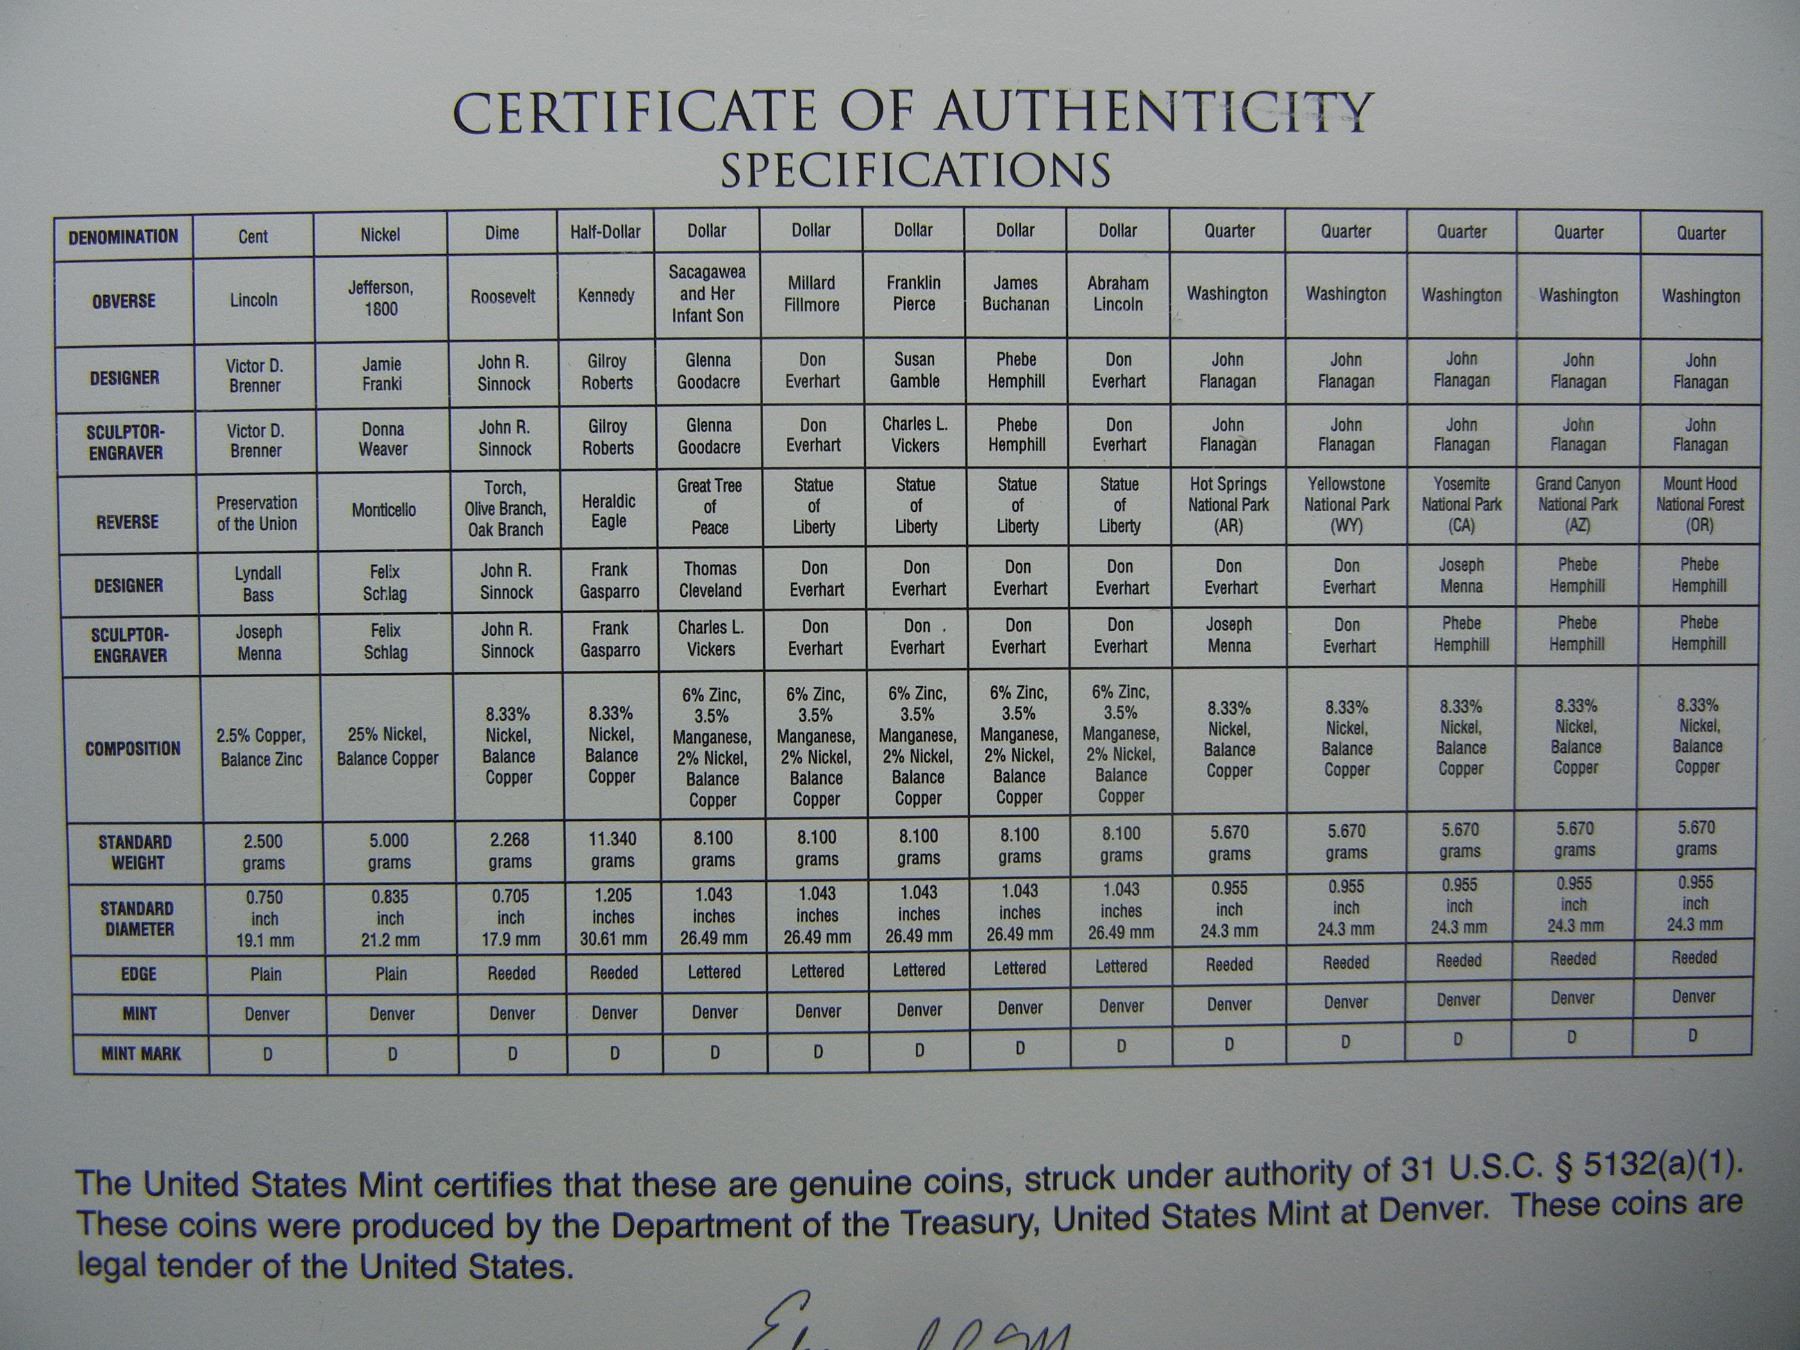 CERTIFICATE OF AUTHENTICITY
SPECIFICATIONS
DENOMINATION Cent Nickel Dime Half-Dollar Dollar Dollar Dollar Dollar Dollar Quarter Quarter Quarter Quarter Quarter
OBVERSE Lincoln Jefferson, 1800 Roosevelt Kennedy Sacagawea and Her Infant Son Millard Fillmore Franklin Pierce James Buchanan Abraham Lincoln Washington Washington Washington Washington Washington
DESIGNER Victor D. Brenner Jamie Franki John R. Sinnock Gilroy Roberts Glenna Goodacre Don Everhart Susan Gamble Phebe Hemphill Don Everhart John Flanagan John Flanagan John Flanagan John Flanagan John Flanagan
SCULPTOR-ENGRAVER Victor D. Brenner Donna Weaver John R. Sinnock Gilroy Roberts Glenna Goodacre Don Everhart Charles L. Vickers Phebe Hemphill Don Everhart John Flanagan John Flanagan John Flanagan John Flanagan John Flanagan
REVERSE Preservation of the Union Monticello Torch, Olive Branch, Oak Branch Heraldic Eagle Great Tree of Peace Statue of Liberty Statue of Liberty Statue of Liberty Statue of Liberty Hot Springs National Park (AR) Yellowstone National Park (WY) Yosemite National Park (CA) Grand Canyon National Park (AZ) Mount Hood National Forest (OR)
DESIGNER Lyndall Bass Felix Schlag John R. Sinnock Frank Gasparro Thomas Cleveland Don Everhart Don Everhart Don Everhart Don Everhart Don Everhart Don Everhart Joseph Menna Phebe Hemphill Phebe Hemphill
SCULPTOR-ENGRAVER Joseph Menna Felix Schlag John R. Sinnock Frank Gasparro Charles L. Vickers Don Everhart Don Everhart Don Everhart Don Everhart Joseph Menna Don Everhart Phebe Hemphill Phebe Hemphill Phebe Hemphill
COMPOSITION 2.5% Copper, Balance Zinc 25% Nickel, Balance Copper 8.33% Nickel, Balance Copper 8.33% Nickel, Balance Copper 6% Zinc, 3.5% Manganese, 2% Nickel, Balance Copper 6% Zinc, 3.5% Manganese, 2% Nickel, Balance Copper 6% Zinc, 3.5% Manganese, 2% Nickel, Balance Copper 6% Zinc, 3.5% Manganese, 2% Nickel, Balance Copper 6% Zinc, 3.5% Manganese, 2% Nickel, Balance Copper 8.33% Nickel, Balance Copper 8.33% Nickel, Balance Copper 8.33% Nickel, Balance Copper 8.33% Nickel, Balance Copper 8.33% Nickel, Balance Copper
STANDARD WEIGHT 2.500 grams 5.000 grams 2.268 grams 11.340 grams 8.100 grams 8.100 grams 8.100 grams 8.100 grams 8.100 grams 5.670 grams 5.670 grams 5.670 grams 5.670 grams 5.670 grams
STANDARD DIAMETER 0.750 inch 19.1 mm 0.835 inch 21.2 mm 0.705 inch 17.9 mm 1.205 inches 30.61 mm 1.043 inches 26.49 mm 1.043 inches 26.49 mm 1.043 inches 26.49 mm 1.043 inches 26.49 mm 1.043 inches 26.49 mm 0.955 inch 24.3 mm 0.955 inch 24.3 mm 0.955 inch 24.3 mm 0.955 inch 24.3 mm 0.955 inch 24.3 mm
EDGE Plain Plain Reeded Reeded Lettered Lettered Lettered Lettered Lettered Reeded Reeded Reeded Reeded Reeded
MINT Denver Denver Denver Denver Denver Denver Denver Denver Denver Denver Denver Denver Denver Denver
MINT MARK D D D D D D D D D D D D D D
The United States Mint certifies that these are genuine coins, struck under authority of 31 U.S.C. § 5132(a)(1).
These coins were produced by the Department of the Treasury, United States Mint at Denver. These coins are
legal tender of the United States.